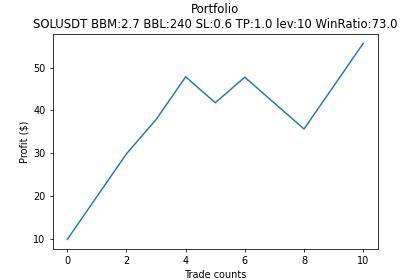 Portfolio
SOLUSDT BBM:2.7 BBL:240 SL:0.6 TP:1.0 lev:10 WinRatio:73.0
Profit ($)
50
40
30
20
10
0 2 4 6 8 10
Trade counts